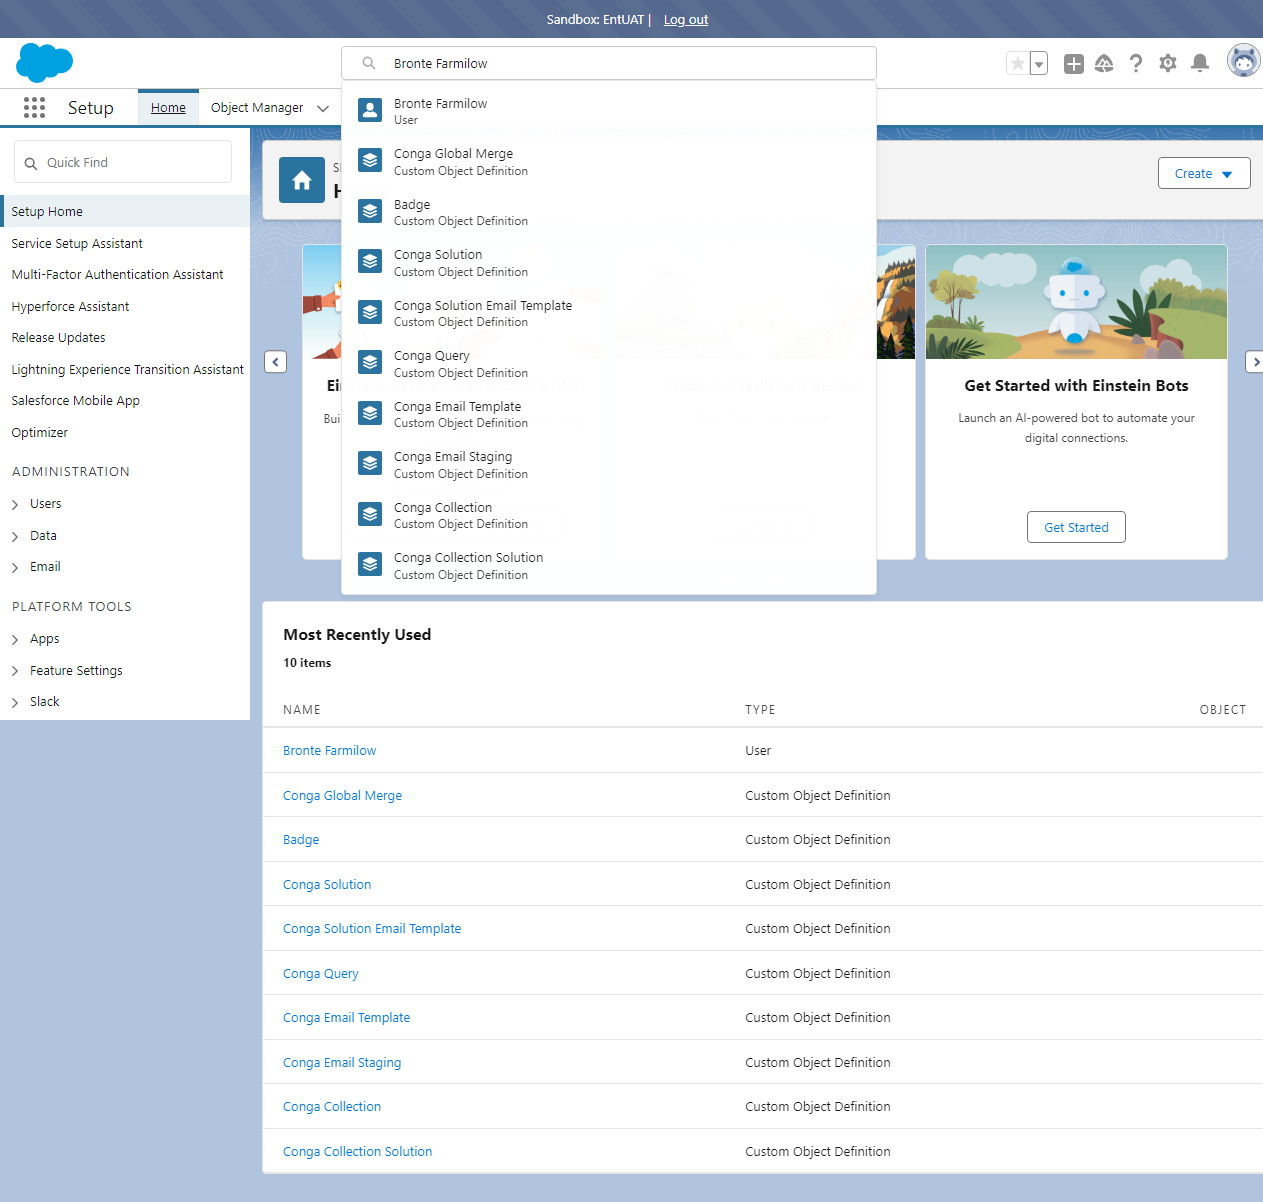 Sandbox: EntUAT | Log out
Bronte Farmilow
Setup
Home
Object Manager
Quick Find
Setup Home
Service Setup Assistant
Multi-Factor Authentication Assistant
Hyperforce Assistant
Release Updates
Lightning Experience Transition Assistant
Salesforce Mobile App
Optimizer
ADMINISTRATION
Users
Data
Email
PLATFORM TOOLS
Apps
Feature Settings
Slack
Bronte Farmilow
User
Conga Global Merge
Custom Object Definition
Badge
Custom Object Definition
Conga Solution
Custom Object Definition
Conga Solution Email Template
Custom Object Definition
Conga Query
Custom Object Definition
Conga Email Template
Custom Object Definition
Conga Email Staging
Custom Object Definition
Conga Collection
Custom Object Definition
Conga Collection Solution
Custom Object Definition
Create
Get Started with Einstein Bots
Launch an AI-powered bot to automate your
digital connections.
Get Started
Most Recently Used
10 items
NAME TYPE OBJECT
Bronte Farmilow User
Conga Global Merge Custom Object Definition
Badge Custom Object Definition
Conga Solution Custom Object Definition
Conga Solution Email Template Custom Object Definition
Conga Query Custom Object Definition
Conga Email Template Custom Object Definition
Conga Email Staging Custom Object Definition
Conga Collection Custom Object Definition
Conga Collection Solution Custom Object Definition